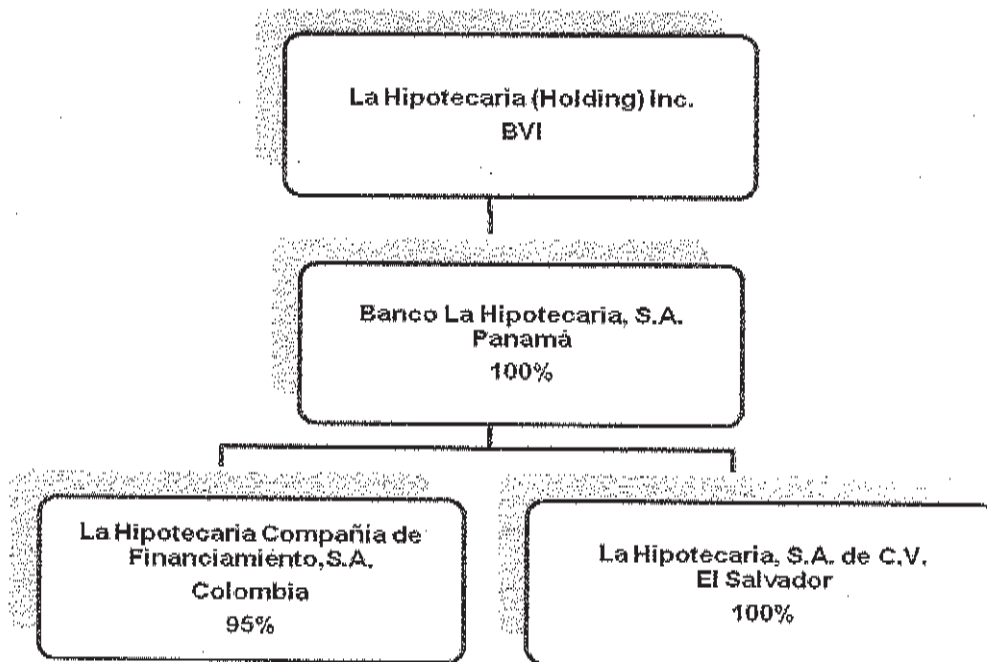 La Hipotecaria (Holding) Inc.
BVI
Banco La Hipotecaria, S.A.
Panamá
100%
La Hipotecaria Compañía de
Financiamiento,S.A.
Colombia
95%
La Hipotecaria, S.A. de C.V.
El Salvador
100%